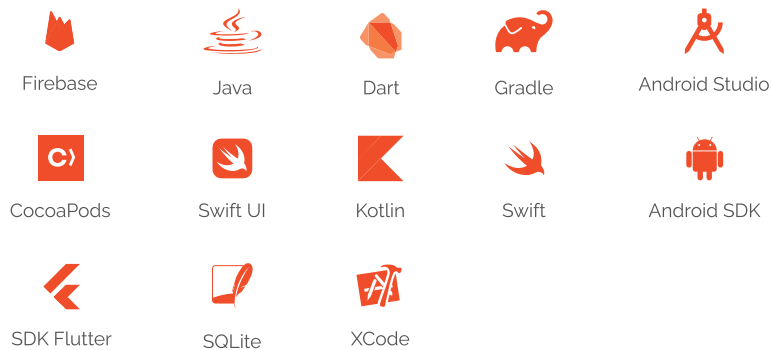 Firebase
Java
Dart
Gradle
Android Studio
CocoaPods
Swift UI
Kotlin
Swift
Android SDK
SDK Flutter
SQLite
XCode